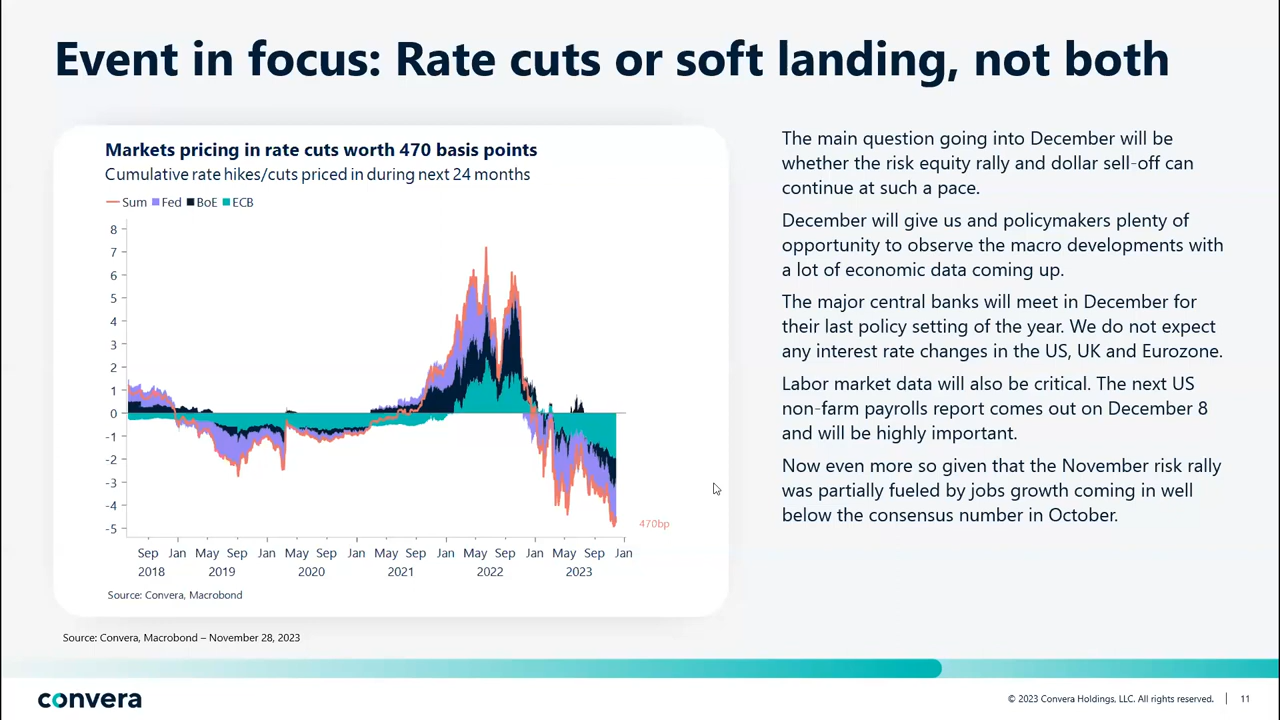 Event in focus: Rate cuts or soft landing, not both
Markets pricing in rate cuts worth 470 basis points
Cumulative rate hikes/cuts priced in during next 24 months
Sum Fed BoE ECB
8
7
6
5
4
3
2
1
0
-1
-2
-3
-4
-5
470bp
Sep Jan May Sep Jan May Sep Jan May Sep Jan May Sep Jan May Sep Jan
2018 2019 2020 2021 2022 2023
Source: Convera, Macrobond
Source: Convera, Macrobond – November 28, 2023
The main question going into December will be
whether the risk equity rally and dollar sell-off can
continue at such a pace.
December will give us and policymakers plenty of
opportunity to observe the macro developments with
a lot of economic data coming up.
The major central banks will meet in December for
their last policy setting of the year. We do not expect
any interest rate changes in the US, UK and Eurozone.
Labor market data will also be critical. The next US
non-farm payrolls report comes out on December 8
and will be highly important.
Now even more so given that the November risk rally
was partially fueled by jobs growth coming in well
below the consensus number in October.
convera
© 2023 Convera Holdings, LLC. All rights reserved. | 11